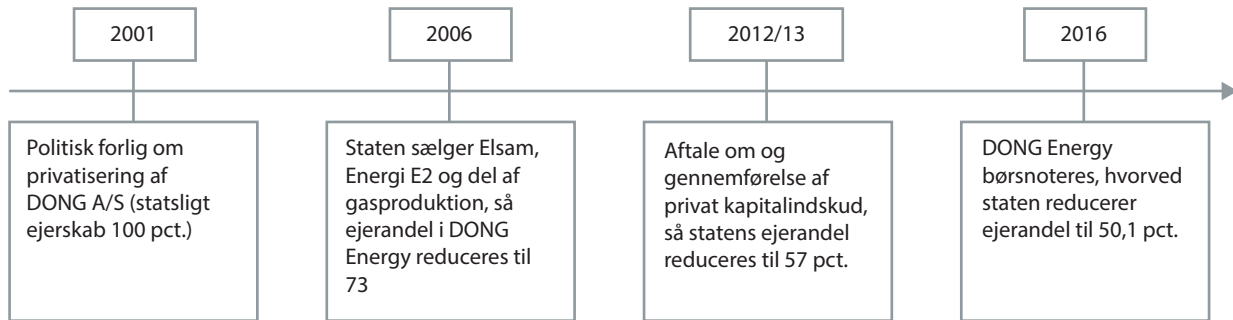 2001
2006
2012/13
2016
Politisk forlig om
privatisering af
DONG A/S (statsligt
ejerskab 100 pct.)
Staten sælger Elsam,
Energi E2 og del af
gasproduktion, så
ejerandel i DONG
Energy reduceres til
73
Aftale om og
gennemførelse af
privat kapitalindskud,
så statens ejerandel
reduceres til 57 pct.
DONG Energy
børsnoteres, hvorved
staten reducerer
ejerandel til 50,1 pct.